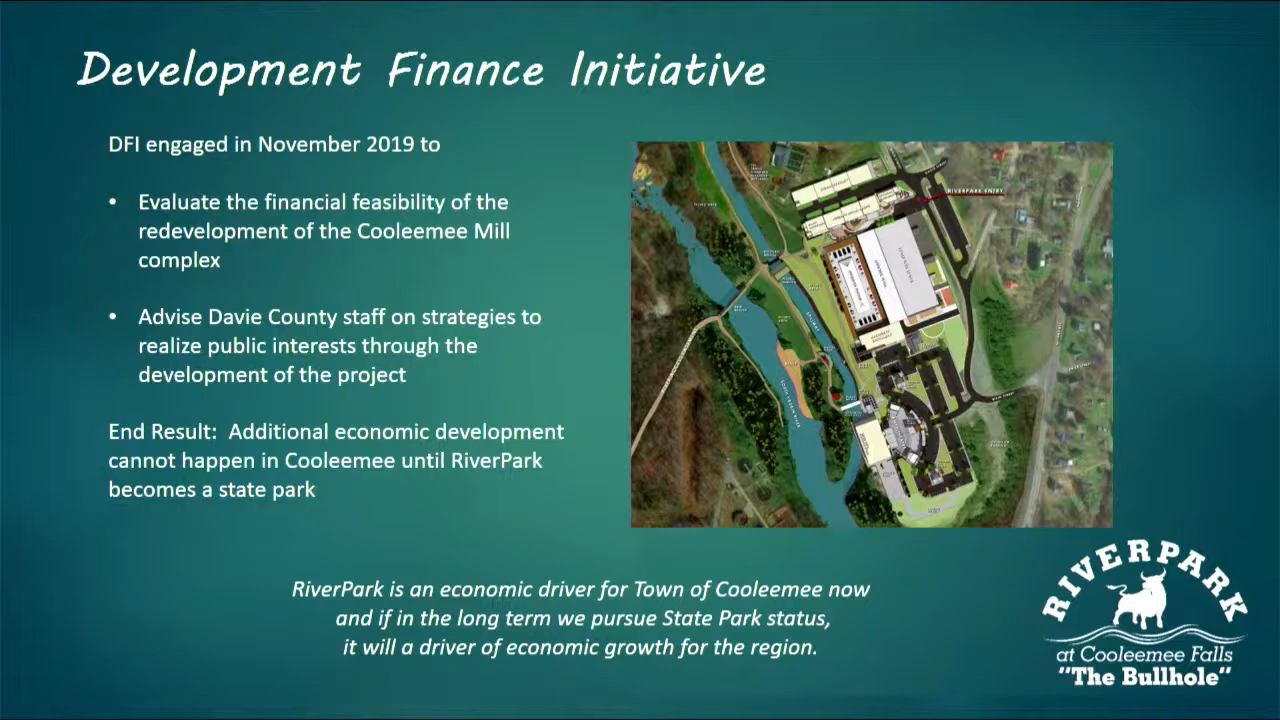 Development Finance Initiative
DFI engaged in November 2019 to
• Evaluate the financial feasibility of the
redevelopment of the Cooleemee Mill
complex
• Advise Davie County staff on strategies to
realize public interests through the
development of the project
End Result:  Additional economic development
cannot happen in Cooleemee until RiverPark
becomes a state park
RIVERPARK ENTRY
RiverPark is an economic driver for Town of Cooleemee now
and if in the long term we pursue State Park status,
it will a driver of economic growth for the region.
RIVERPARK
at Cooleemee Falls
"The Bullhole"